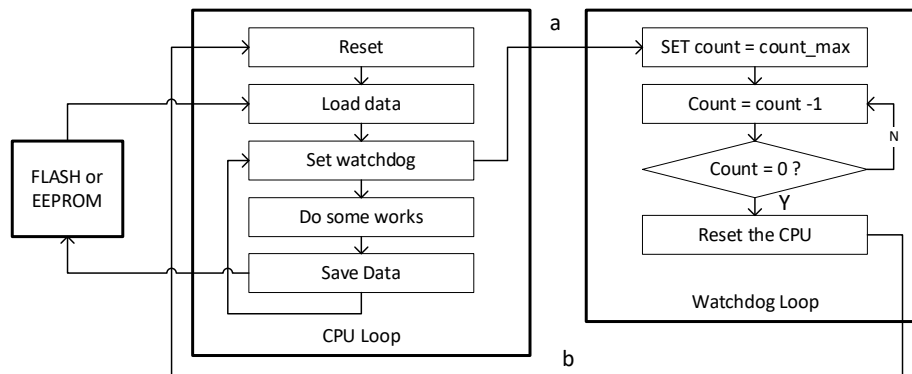 a
Reset
Load data
Set watchdog
Do some works
Save Data
CPU Loop
FLASH or
EEPROM
SET count = count_max
Count = count -1
N
Count = 0 ?
Y
Reset the CPU
Watchdog Loop
b